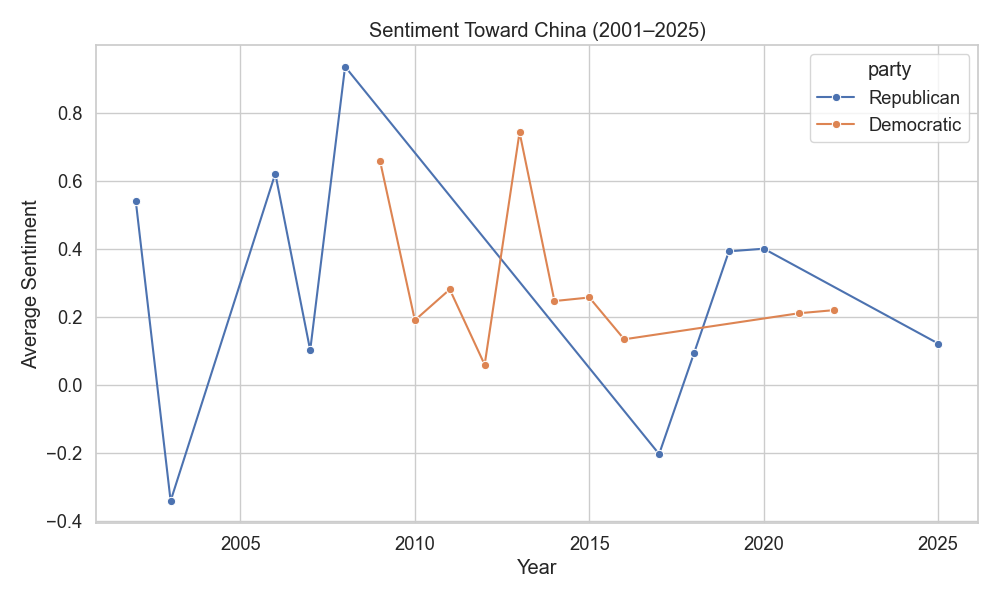 Sentiment Toward China (2001–2025)
party
Republican
Democratic
Average Sentiment
0.8
0.6
0.4
0.2
0.0
−0.2
−0.4
2005
2010
2015
2020
2025
Year